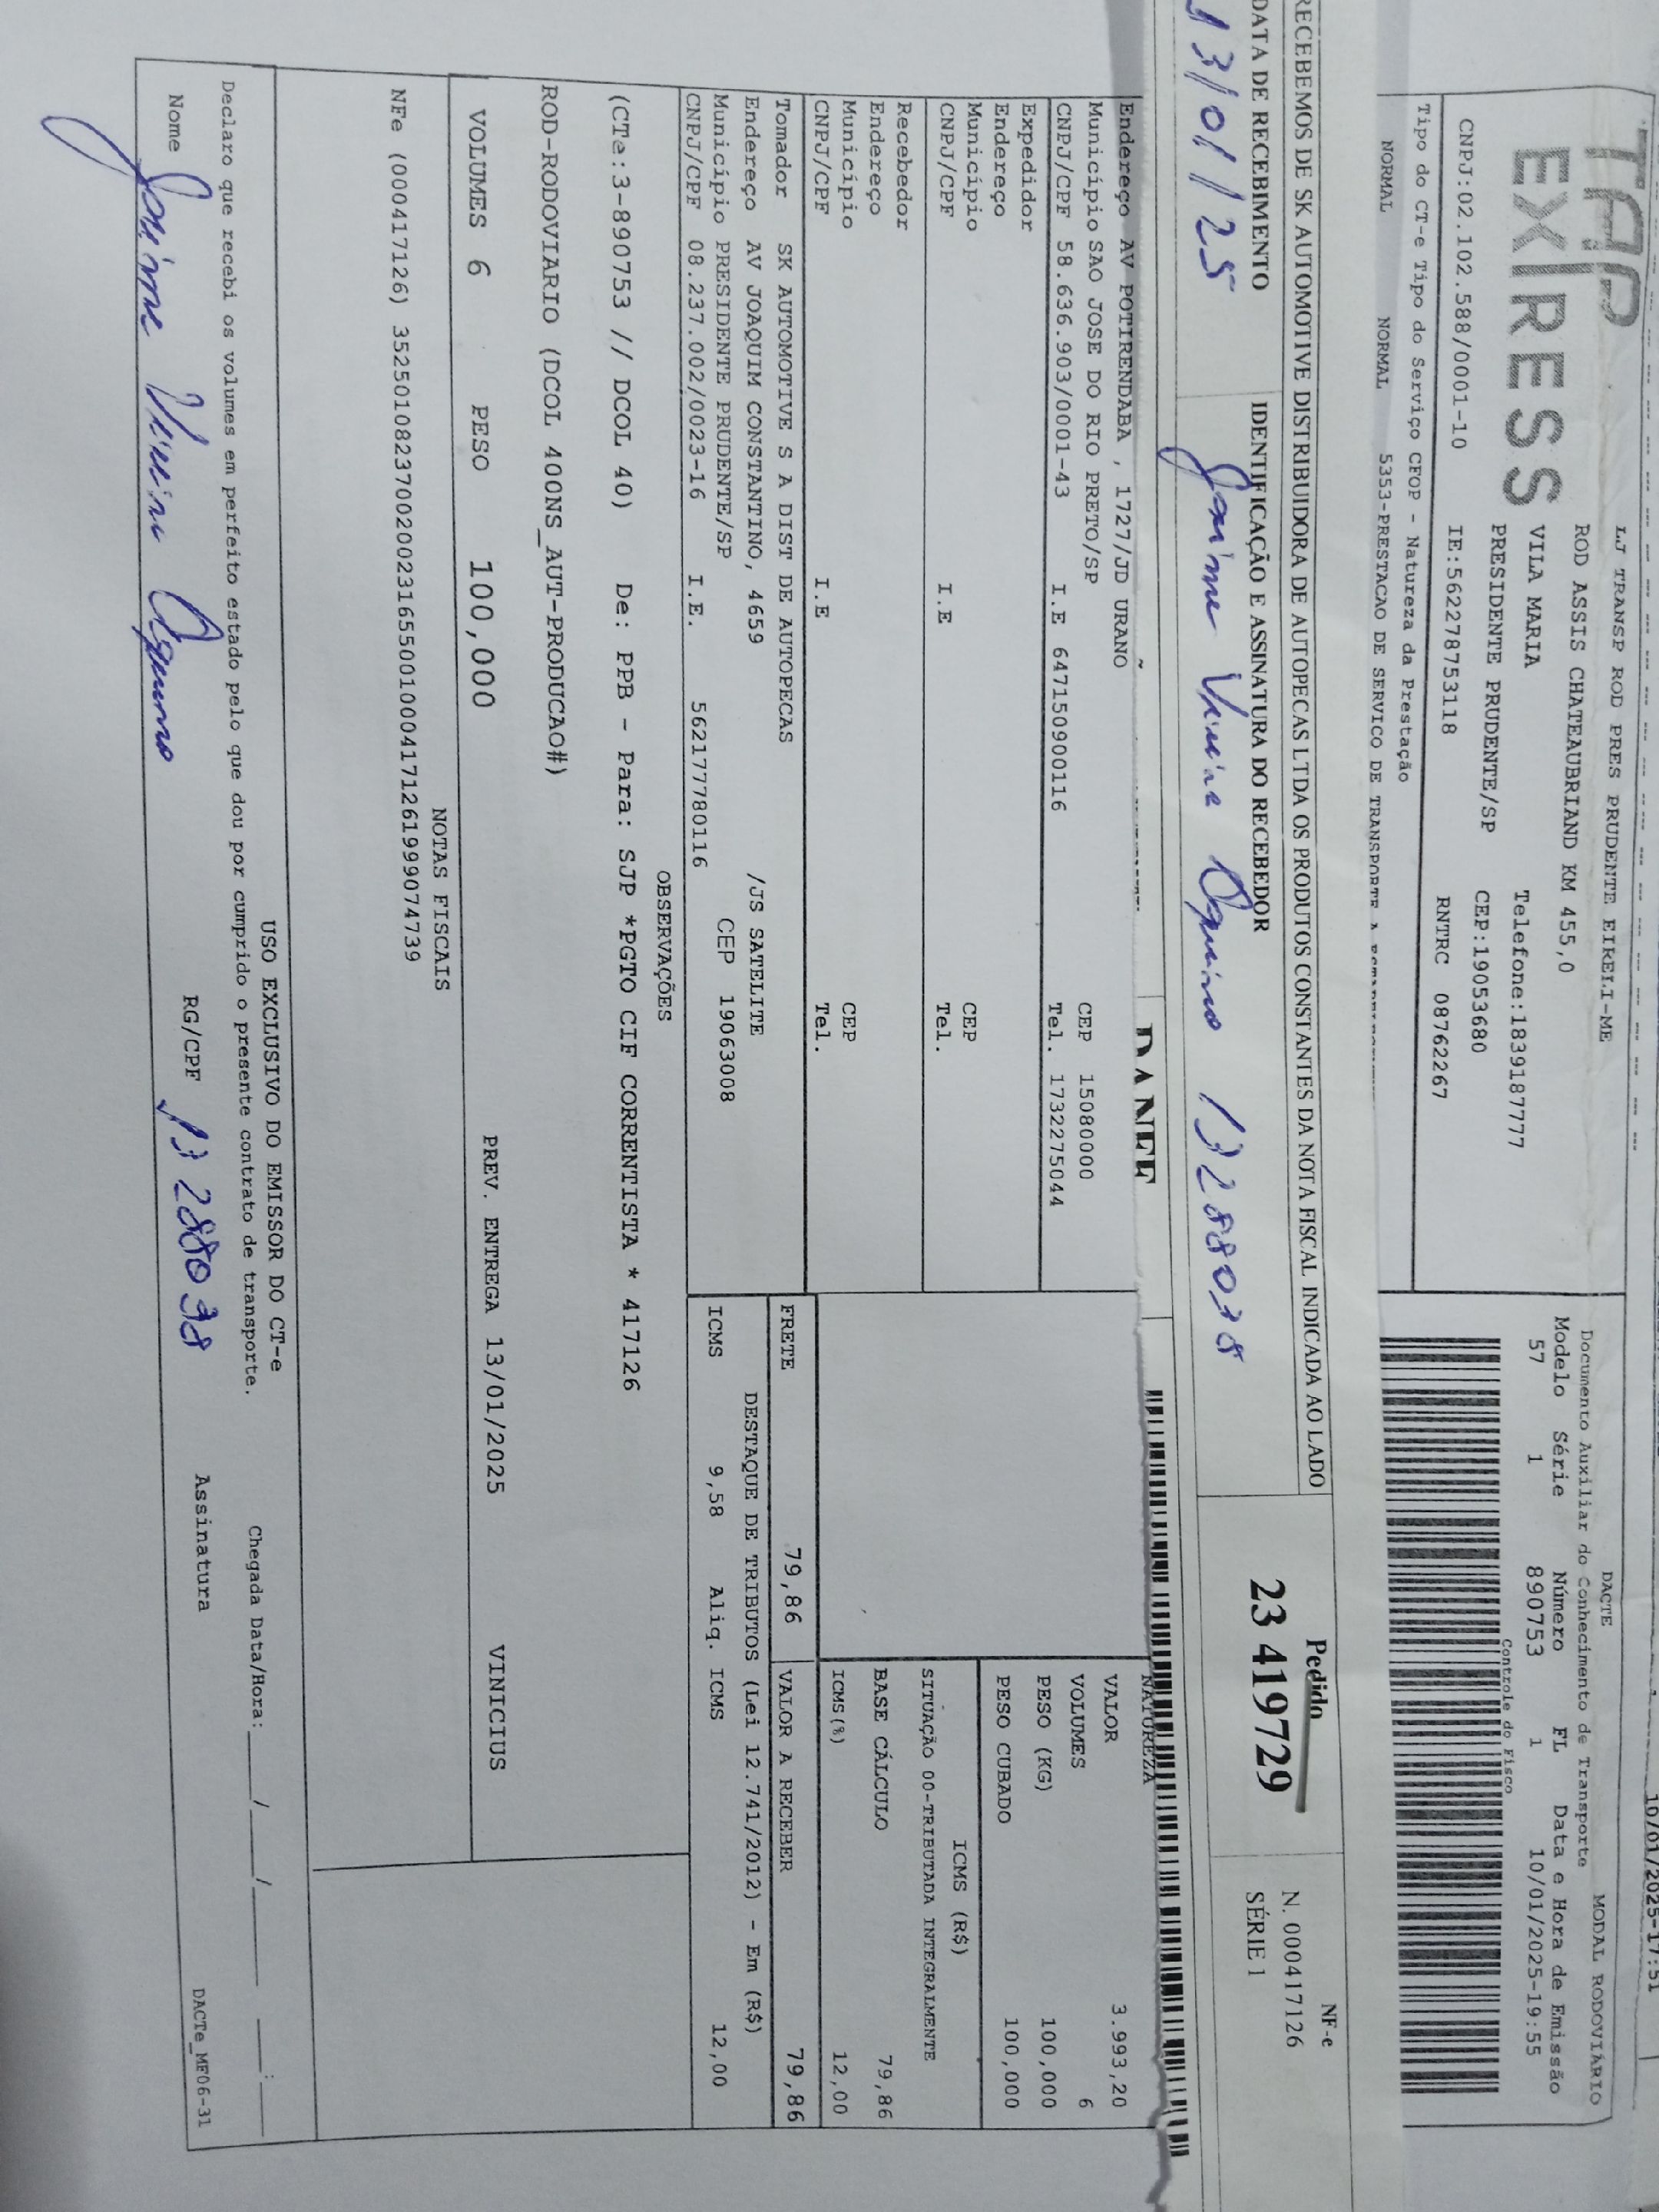 10/01/2025-17:51
TAP
EXPRESS
LJ TRANSP ROD PRES PRUDENTE EIRELI-ME
ROD ASSIS CHATEAUBRIAND KM 455,0
VILA MARIA
Telefone:1839187777
PRESIDENTE PRUDENTE/SP
CEP:19053680
CNPJ:02.102.588/0001-10
IE:562278753118
RNTRC 08762267
DACTE
MODAL RODOVIÁRIO
Documento Auxiliar do Conhecimento de Transporte
Modelo Série Número FL Data e Hora de Emissão
57 1 890753 1 10/01/2025-19:55
Controle do Fisco
Tipo do CT-e Tipo do Serviço CFOP - Natureza da Prestação
NORMAL NORMAL 5353-PRESTACAO DE SERVICO DE TRANSPORTE A
RECEBEMOS DE SK AUTOMOTIVE DISTRIBUIDORA DE AUTOPECAS LTDA OS PRODUTOS CONSTANTES DA NOTA FISCAL INDICADA AO LADO
DATA DE RECEBIMENTO
IDENTIFICAÇÃO E ASSINATURA DO RECEBEDOR
13/01/25
13288038
Pedido
23 419729
NF-e
N. 000417126
SÉRIE 1
DANFE
Endereço AV POTIRENDABA , 1727/JD URANO
Municipio SAO JOSE DO RIO PRETO/SP
CEP 15080000
CNPJ/CPF 58.636.903/0001-43 I.E 647150900116 Tel. 1732275044
Expedidor
Endereço
Municipio
CEP
CNPJ/CPF I.E Tel.
Recebedor
Endereço
Municipio
CEP
CNPJ/CPF I.E Tel.
NATUREZA
VALOR 3.993,20
VOLUMES 6
PESO (KG) 100,000
PESO CUBADO 100,000
ICMS (R$)
SITUAÇÃO 00-TRIBUTADA INTEGRALMENTE
BASE CÁLCULO 79,86
ICMS(%) 12,00
Tomador SK AUTOMOTIVE S A DIST DE AUTOPECAS
Endereço AV JOAQUIM CONSTANTINO, 4659 /JS SATELITE
Municipio PRESIDENTE PRUDENTE/SP CEP 19063008
CNPJ/CPF 08.237.002/0023-16 I.E. 562177780116
FRETE 79,86 VALOR A RECEBER 79,86
DESTAQUE DE TRIBUTOS (Lei 12.741/2012) - Em (R$)
ICMS 9,58 Aliq. ICMS 12,00
OBSERVAÇÕES
(CTe:3-890753 // DCOL 40) De: PPB - Para: SJP *PGTO CIF CORRENTISTA * 417126
ROD-RODOVIARIO (DCOL 40ONS_AUT-PRODUCAO#)
VOLUMES 6 PESO 100,000 PREV. ENTREGA 13/01/2025 VINICIUS
NOTAS FISCAIS
NFe (000417126) 35250108237002002316550010004171261999074739
USO EXCLUSIVO DO EMISSOR DO CT-e
Declaro que recebi os volumes em perfeito estado pelo que dou por cumprido o presente contrato de transporte.
Chegada Data/Hora:____/____/______ ___:___
Nome RG/CPF 13288038 Assinatura
DACTe_MF06-31